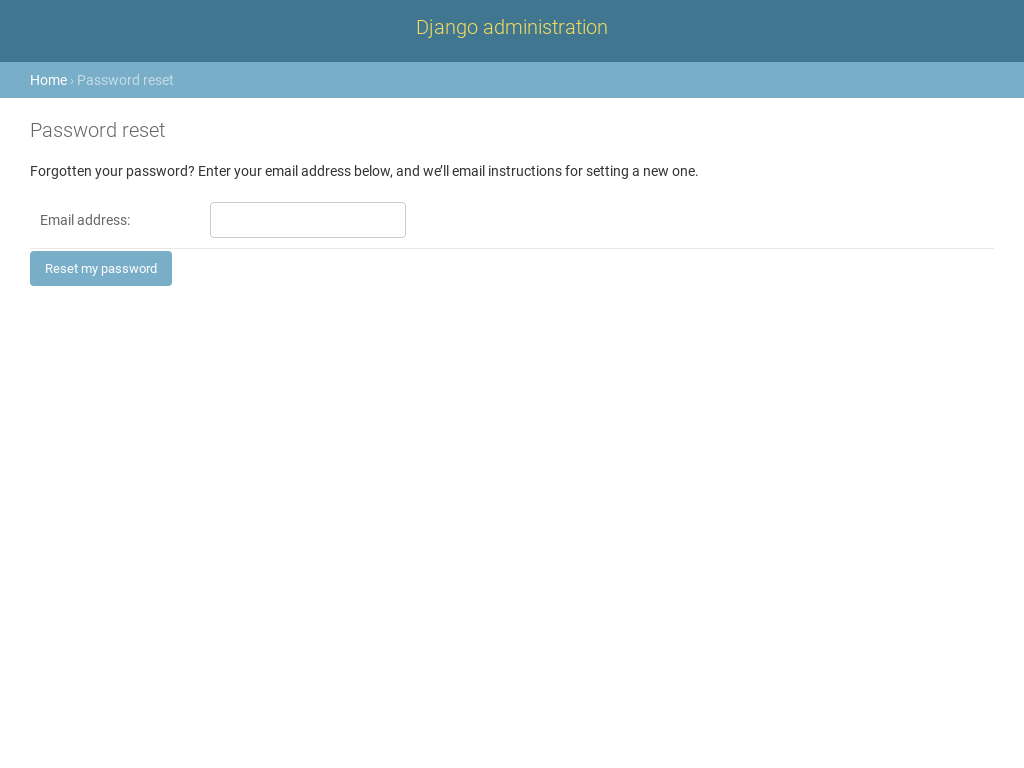 Django administration
Home › Password reset
Password reset
Forgotten your password? Enter your email address below, and we’ll email instructions for setting a new one.
Email address:
Reset my password